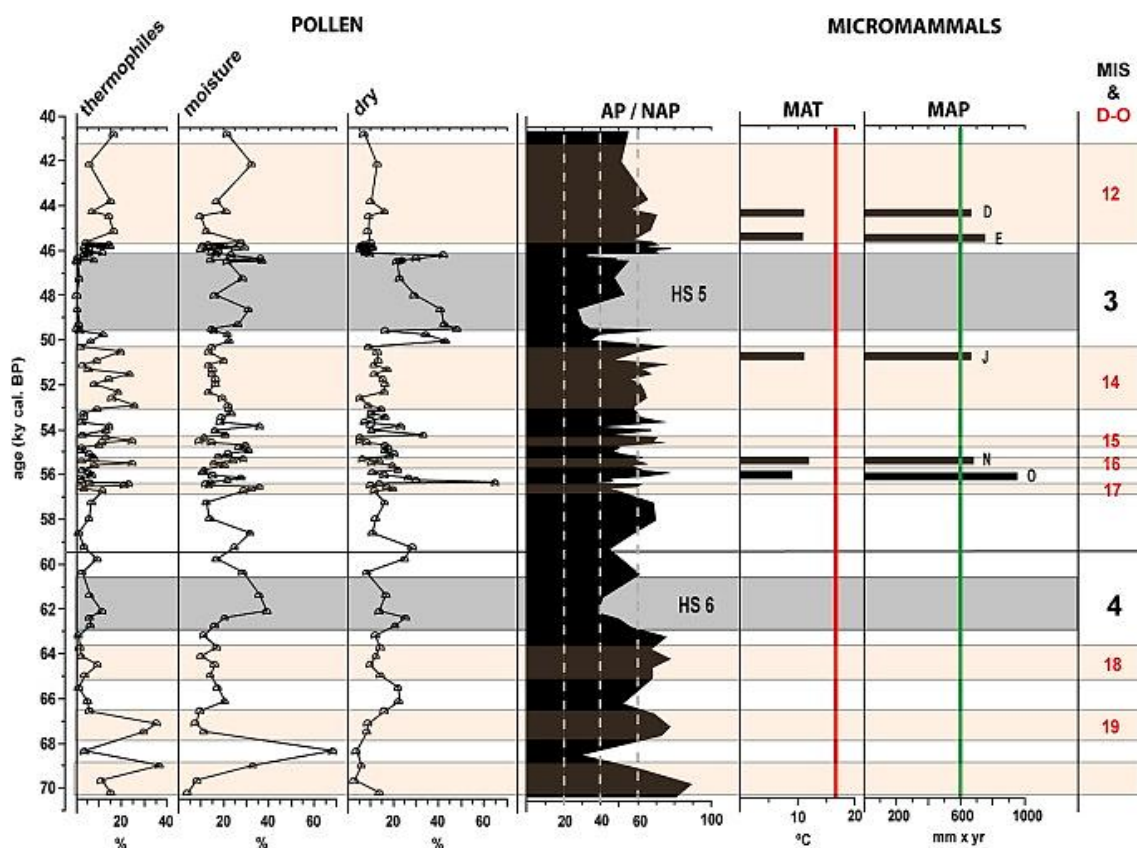 POLLEN
MICROMAMMALS
thermophiles
moisture
dry
AP / NAP
MAT
MAP
MIS
&
D-O
age (ky cal. BP)
40
42
44
46
48
50
52
54
56
58
60
62
64
66
68
70
HS 5
HS 6
D
E
J
N
O
12
3
14
15
16
17
4
18
19
20 40
20 40 60
20 40
20 40 60 80 100
0 10 20
200 600 1000
%
%
%
ºC
mm x yr